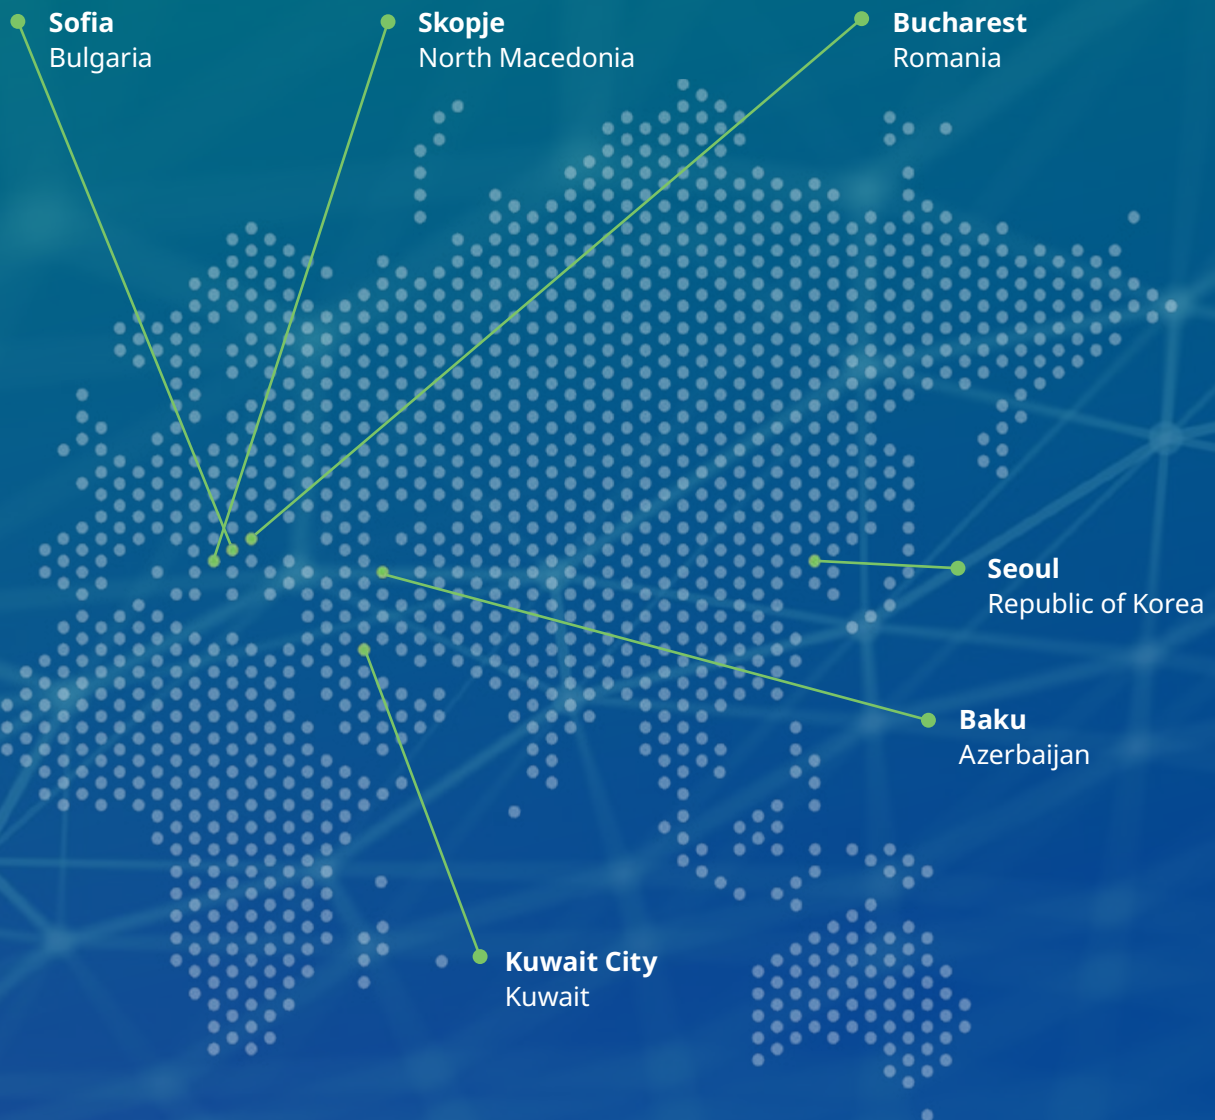 Sofia
Bulgaria
Skopje
North Macedonia
Bucharest
Romania
Seoul
Republic of Korea
Baku
Azerbaijan
Kuwait City
Kuwait